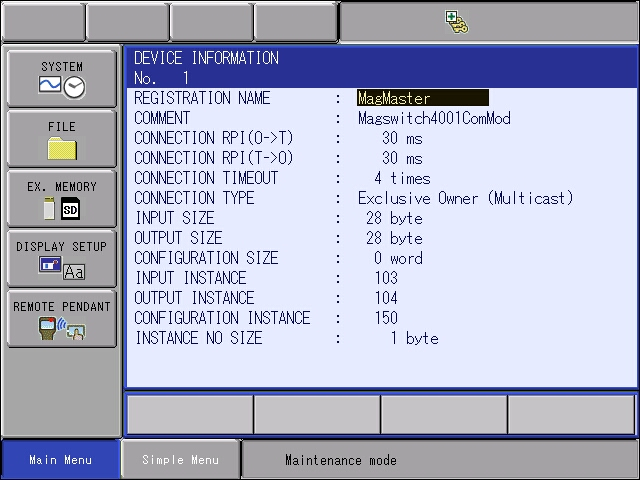 SYSTEM
FILE
EX. MEMORY
SD
DISPLAY SETUP
Aa
REMOTE PENDANT
DEVICE INFORMATION
No. 1
REGISTRATION NAME : MagMaster
COMMENT : Magswitch4001ComMod
CONNECTION RPI(O->T) : 30 ms
CONNECTION RPI(T->O) : 30 ms
CONNECTION TIMEOUT : 4 times
CONNECTION TYPE : Exclusive Owner (Multicast)
INPUT SIZE : 28 byte
OUTPUT SIZE : 28 byte
CONFIGURATION SIZE : 0 word
INPUT INSTANCE : 103
OUTPUT INSTANCE : 104
CONFIGURATION INSTANCE : 150
INSTANCE NO SIZE : 1 byte
Main Menu
Simple Menu
Maintenance mode